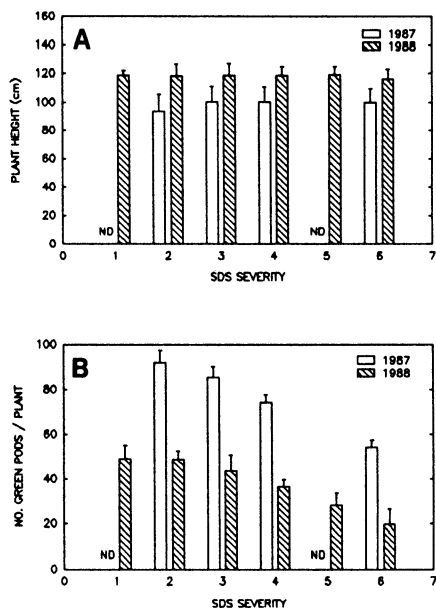 A
1987
1988
PLANT HEIGHT (cm)
160
140
120
100
80
60
40
20
0
ND
ND
0 1 2 3 4 5 6 7
SDS SEVERITY
B
1987
1988
NO. GREEN PODS / PLANT
100
80
60
40
20
0
ND
ND
0 1 2 3 4 5 6 7
SDS SEVERITY